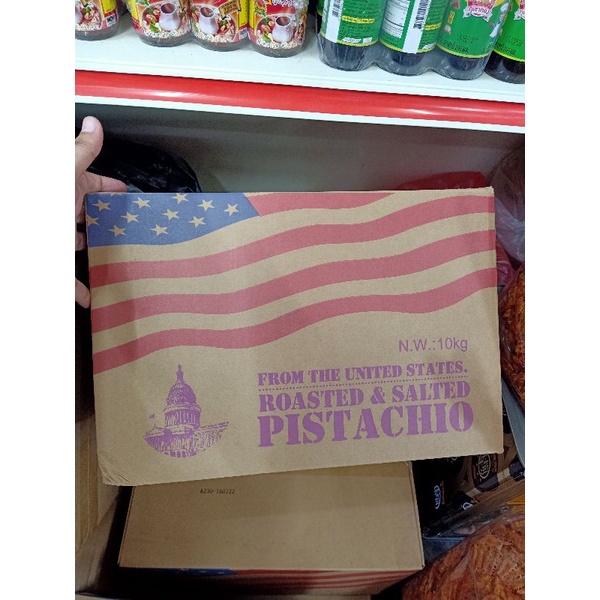 N.W.:10kg
FROM THE UNITED STATES.
ROASTED & SALTED
PISTACHIO